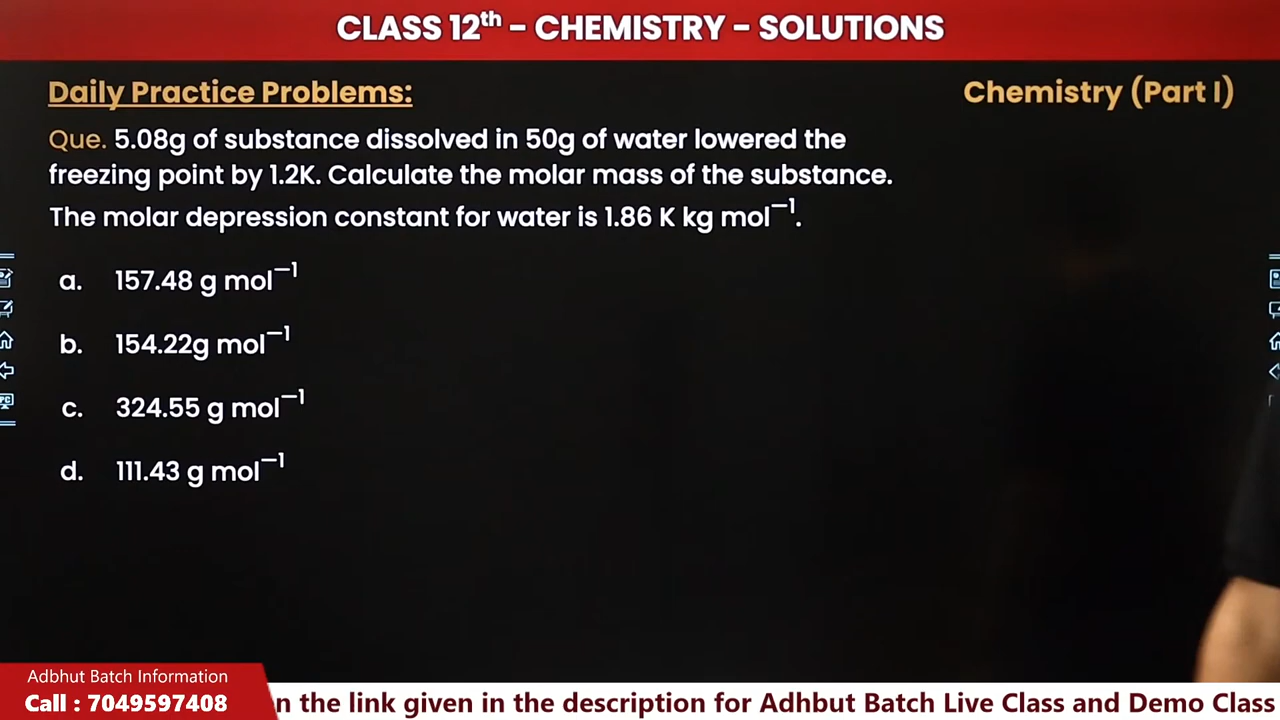 CLASS 12ᵗʰ – CHEMISTRY – SOLUTIONS
Daily Practice Problems:
Chemistry (Part I)
Que. 5.08g of substance dissolved in 50g of water lowered the
freezing point by 1.2K. Calculate the molar mass of the substance.
The molar depression constant for water is 1.86 K kg mol⁻¹.
a. 157.48 g mol⁻¹
b. 154.22g mol⁻¹
c. 324.55 g mol⁻¹
d. 111.43 g mol⁻¹
PC
Adbhut Batch Information
Call : 7049597408
n the link given in the description for Adhbut Batch Live Class and Demo Class